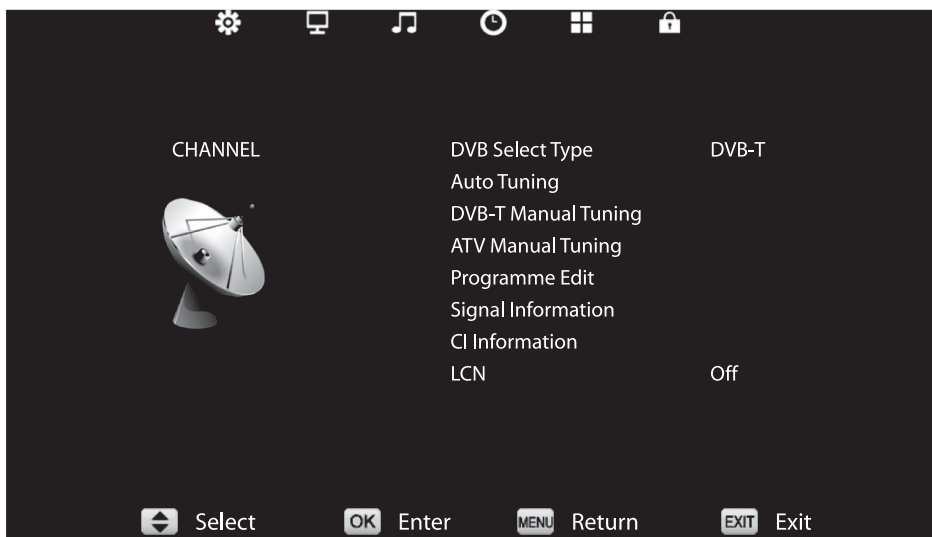 CHANNEL
DVB Select Type DVB-T
Auto Tuning
DVB-T Manual Tuning
ATV Manual Tuning
Programme Edit
Signal Information
CI Information
LCN Off
Select OK Enter MENU Return EXIT Exit